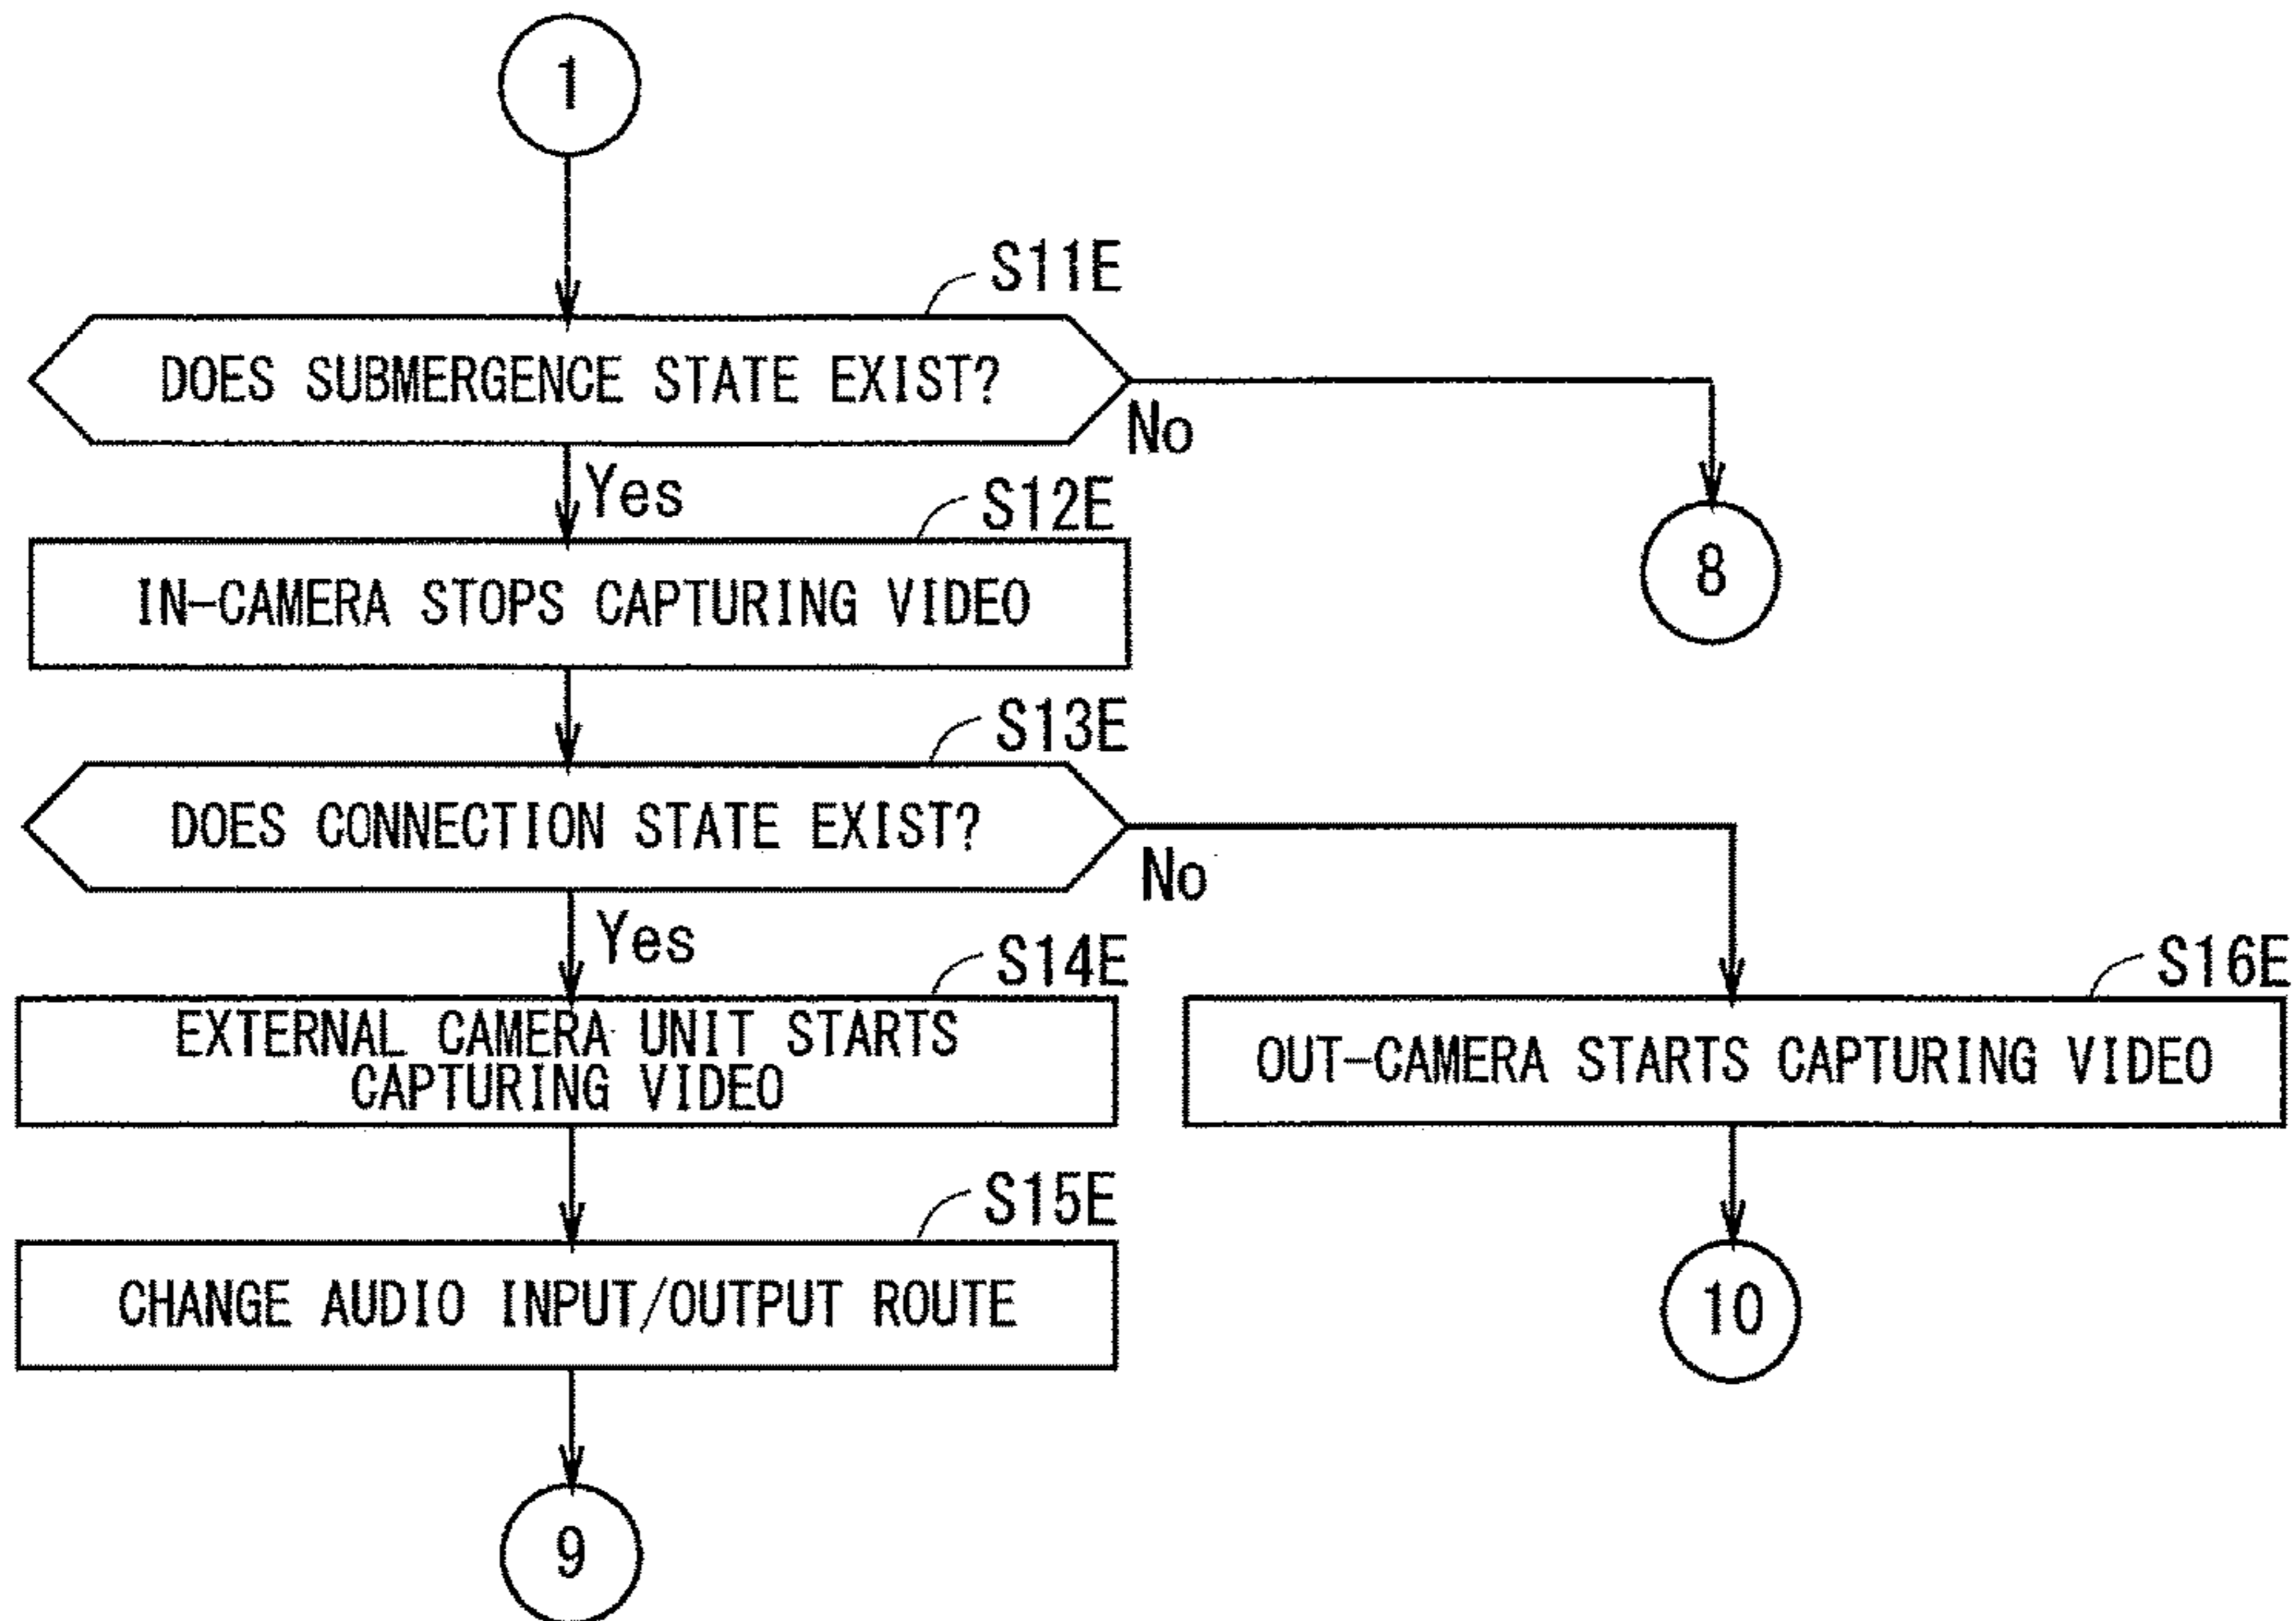 1
S11E
DOES SUBMERGENCE STATE EXIST?
No
Yes
8
S12E
IN-CAMERA STOPS CAPTURING VIDEO
S13E
DOES CONNECTION STATE EXIST?
No
Yes
S14E
EXTERNAL CAMERA UNIT STARTS
CAPTURING VIDEO
S16E
OUT-CAMERA STARTS CAPTURING VIDEO
S15E
CHANGE AUDIO INPUT/OUTPUT ROUTE
10
9